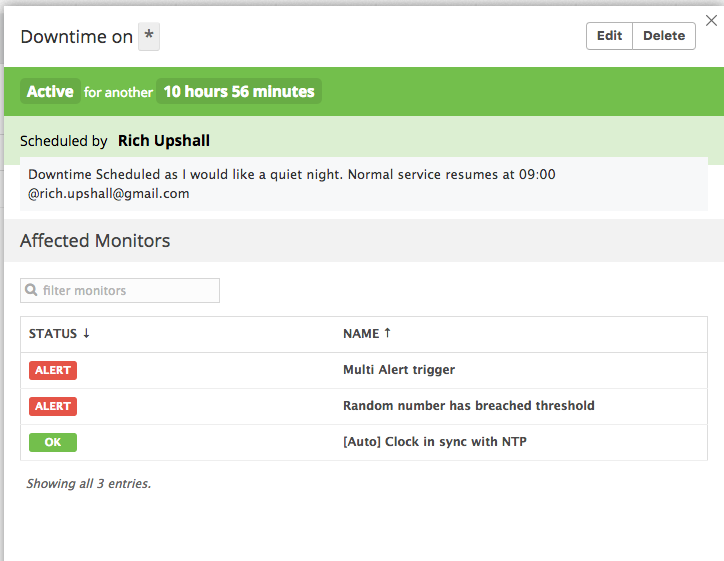 Downtime on *
Edit Delete
Active for another 10 hours 56 minutes
Scheduled by Rich Upshall
Downtime Scheduled as I would like a quiet night. Normal service resumes at 09:00
@rich.upshall@gmail.com
Affected Monitors
filter monitors
STATUS ↓ NAME ↑
ALERT Multi Alert trigger
ALERT Random number has breached threshold
OK [Auto] Clock in sync with NTP
Showing all 3 entries.